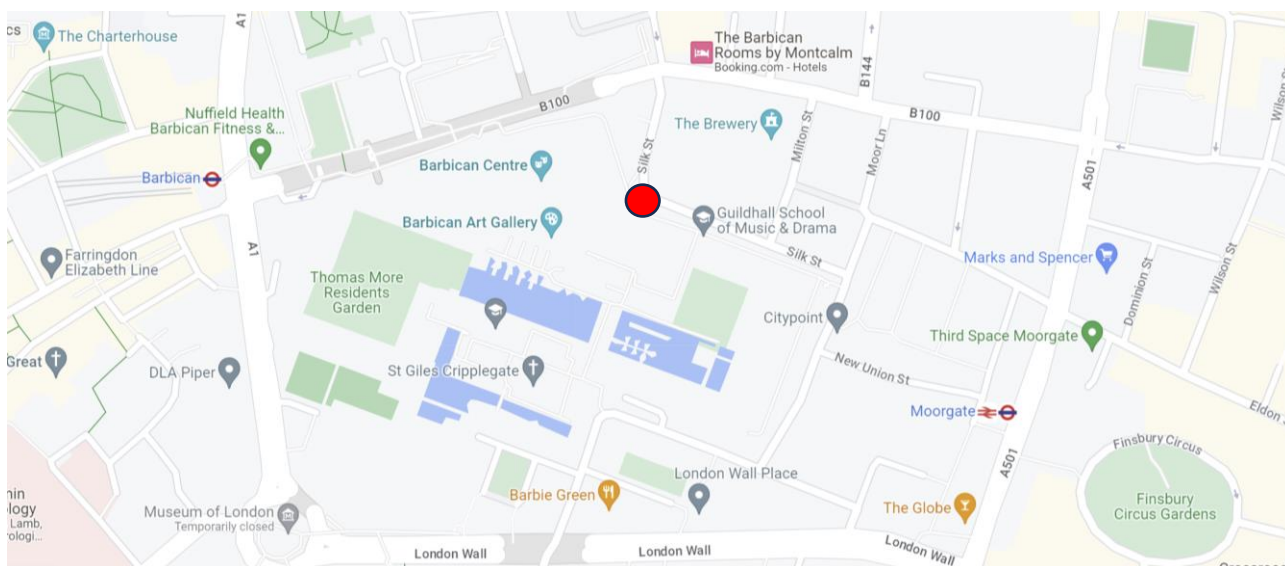 The Charterhouse
A1
The Barbican
Rooms by Montcalm
Booking.com - Hotels
B144
Wilson St
Nuffield Health
Barbican Fitness &...
B100
The Brewery
B100
Silk St
Milton St
Moor Ln
A501
Barbican
Barbican Centre
Barbican Art Gallery
Guildhall School
of Music & Drama
Silk St
A1
Farringdon
Elizabeth Line
Thomas More
Residents
Garden
Marks and Spencer
Dominion St
Wilson St
Citypoint
Third Space Moorgate
Great
DLA Piper
St Giles Cripplegate
New Union St
Moorgate
Eldon
A501
Finsbury Circus
London Wall Place
Barbie Green
Museum of London
Temporarily closed
The Globe
Finsbury
Circus Gardens
Lamb,
London Wall
London Wall
London Wall